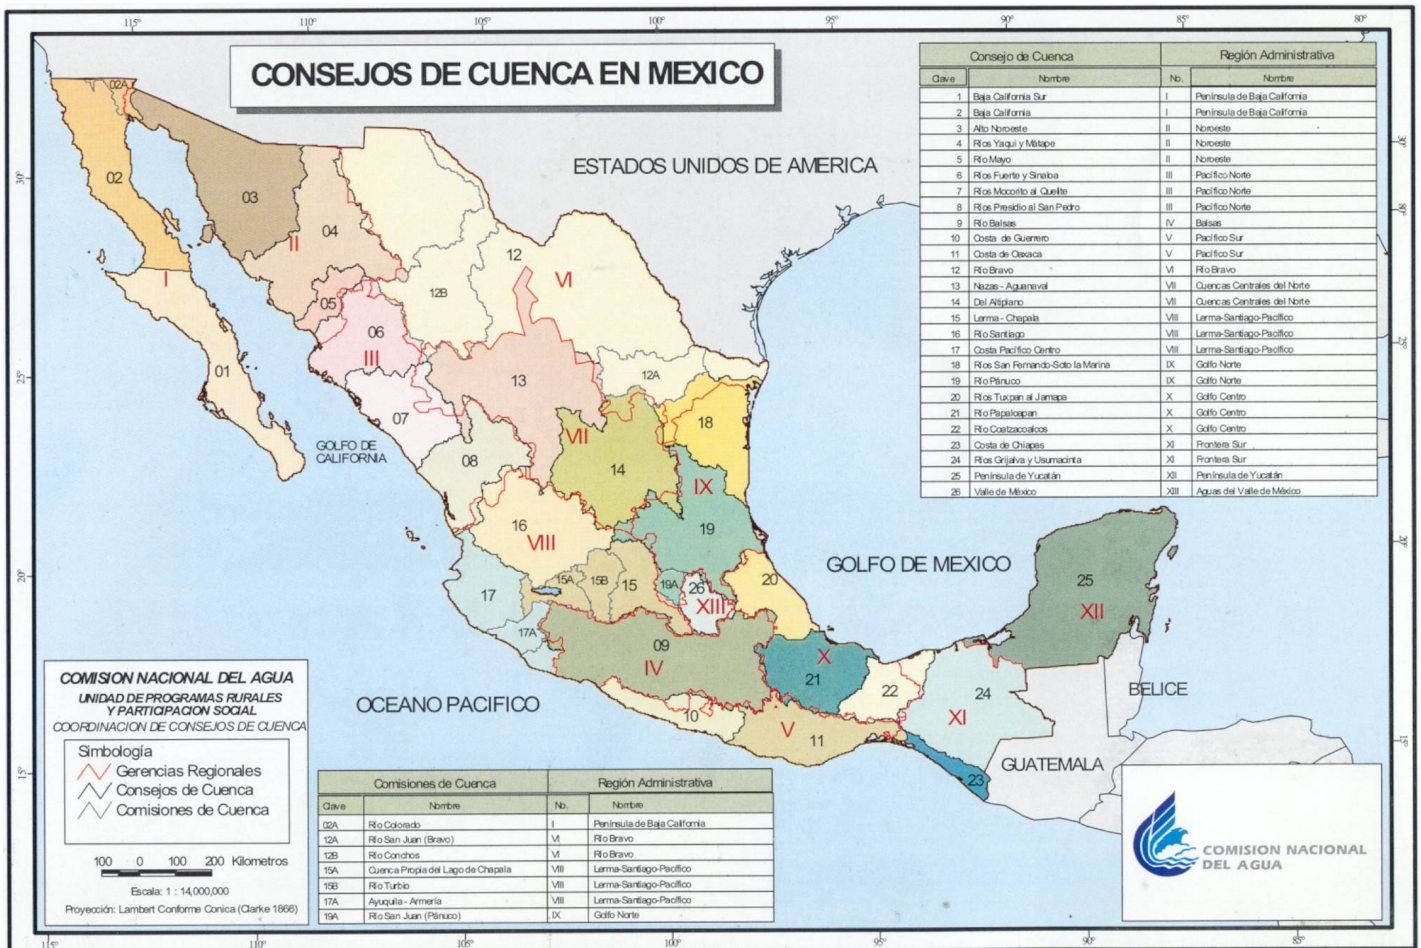 115° 110° 105° 100° 95° 90° 85° 80°
CONSEJOS DE CUENCA EN MEXICO
ESTADOS UNIDOS DE AMERICA
Consejo de Cuenca Región Administrativa
Clave Nombre No. Nombre
1 Baja California Sur I Península de Baja California
2 Baja California I Península de Baja California
3 Alto Noroeste II Noroeste
4 Ríos Yaqui y Mátape II Noroeste
5 Río Mayo II Noroeste
6 Ríos Fuerte y Sinaloa III Pacífico Norte
7 Ríos Mocorito al Quelite III Pacífico Norte
8 Ríos Presidio al San Pedro III Pacífico Norte
9 Río Balsas IV Balsas
10 Costa de Guerrero V Pacífico Sur
11 Costa de Oaxaca V Pacífico Sur
12 Río Bravo VI Río Bravo
13 Nazas - Aguanaval VII Cuencas Centrales del Norte
14 Del Altiplano VII Cuencas Centrales del Norte
15 Lerma - Chapala VIII Lerma-Santiago-Pacífico
16 Río Santiago VIII Lerma-Santiago-Pacífico
17 Costa Pacífico Centro VIII Lerma-Santiago-Pacífico
18 Ríos San Fernando-Soto la Marina IX Golfo Norte
19 Río Pánuco IX Golfo Norte
20 Ríos Tuxpan al Jamapa X Golfo Centro
21 Río Papaloapan X Golfo Centro
22 Río Coatzacoalcos X Golfo Centro
23 Costa de Chiapas XI Frontera Sur
24 Ríos Grijalva y Usumacinta XI Frontera Sur
25 Península de Yucatán XII Península de Yucatán
26 Valle de México XIII Aguas del Valle de México
02A
02
03
04
II
I
05
06
III
01
07
12
VI
12B
13
12A
18
VII
08
14
IX
16
VIII
19
15A
15B
15
19A
26
XIII
20
17
17A
09
IV
X
21
22
10
V
11
24
XI
23
25
XII
30°
25°
20°
15°
GOLFO DE
CALIFORNIA
GOLFO DE MEXICO
OCEANO PACIFICO
BELICE
GUATEMALA
COMISION NACIONAL DEL AGUA
UNIDAD DE PROGRAMAS RURALES
Y PARTICIPACION SOCIAL
COORDINACION DE CONSEJOS DE CUENCA
Simbología
Gerencias Regionales
Consejos de Cuenca
Comisiones de Cuenca
100 0 100 200 Kilometros
Escala: 1 : 14,000,000
Proyección: Lambert Conforme Conica (Clarke 1866)
Comisiones de Cuenca Región Administrativa
Clave Nombre No. Nombre
02A Río Colorado I Península de Baja California
12A Río San Juan (Bravo) VI Río Bravo
12B Río Conchos VI Río Bravo
15A Cuenca Propia del Lago de Chapala VIII Lerma-Santiago-Pacífico
15B Río Turbio VIII Lerma-Santiago-Pacífico
17A Ayuquila - Armería VIII Lerma-Santiago-Pacífico
19A Río San Juan (Pánuco) IX Golfo Norte
COMISION NACIONAL
DEL AGUA
115° 110° 105° 100° 95° 90° 85°